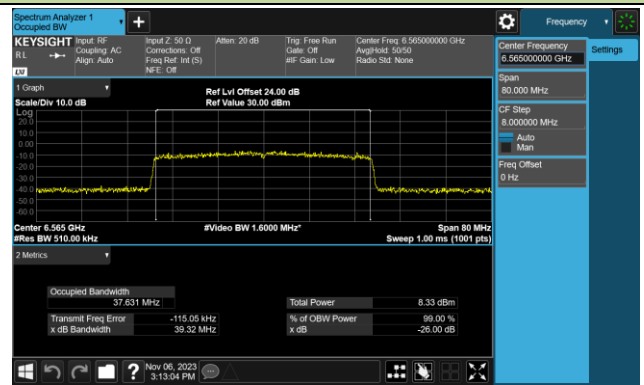 Spectrum Analyzer 1
Occupied BW
+
Frequency
KEYSIGHT
Input: RF
Input Z: 50 Ω
Atten: 20 dB
Trig: Free Run
Center Freq: 6.565000000 GHz
R L
Coupling: AC
Corrections: Off
Gate: Off
Avg|Hold: 50/50
Align: Auto
Freq Ref: Int (S)
#IF Gain: Low
Radio Std: None
LXI
NFE: Off
Center Frequency
6.565000000 GHz
Settings
Span
80.000 MHz
CF Step
8.000000 MHz
Auto
Man
Freq Offset
0 Hz
1 Graph
Ref Lvl Offset 24.00 dB
Scale/Div 10.0 dB
Ref Value 30.00 dBm
Log
20.0
10.0
0.00
-10.0
-20.0
-30.0
-40.0
-50.0
-60.0
Center 6.565 GHz
#Video BW 1.6000 MHz*
Span 80 MHz
#Res BW 510.00 kHz
Sweep 1.00 ms (1001 pts)
2 Metrics
Occupied Bandwidth
37.631 MHz
Total Power
8.33 dBm
Transmit Freq Error
-115.05 kHz
% of OBW Power
99.00 %
x dB Bandwidth
39.32 MHz
x dB
-26.00 dB
?
Nov 06, 2023
3:13:04 PM